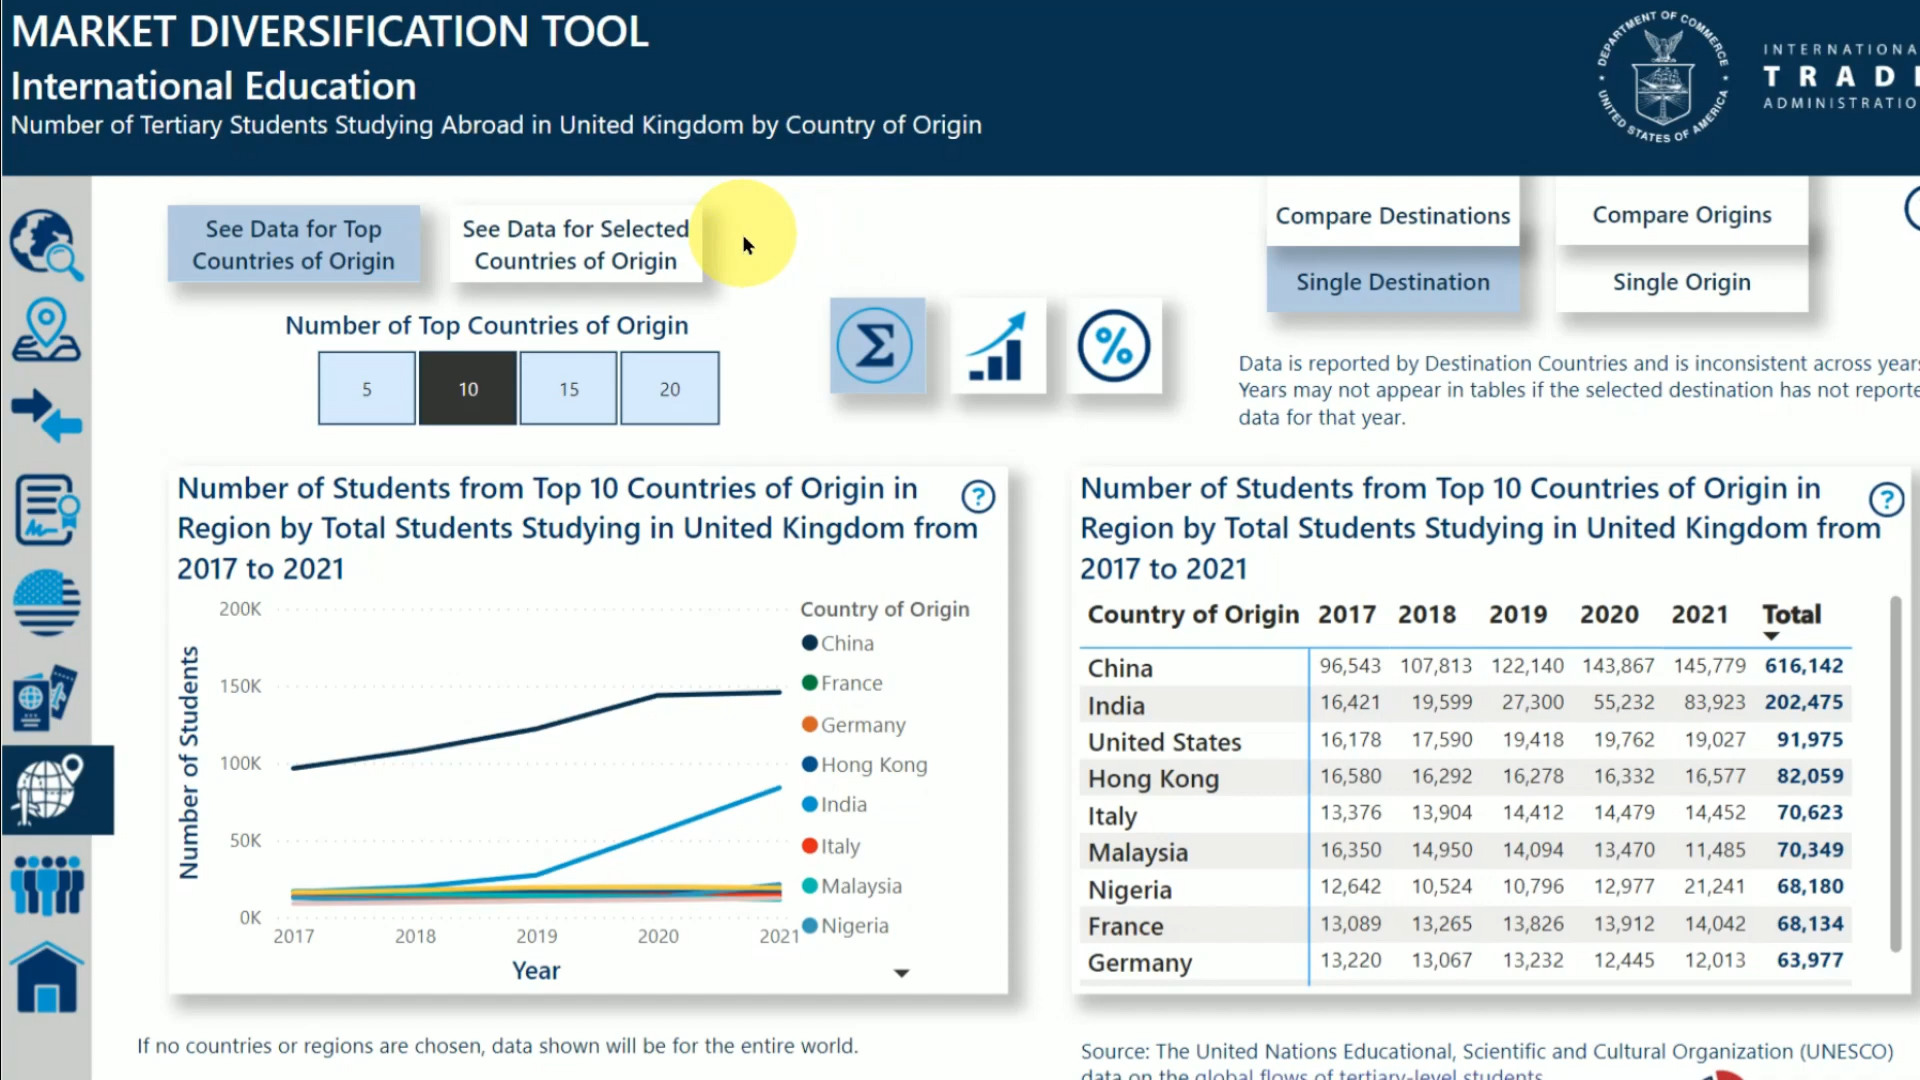 MARKET DIVERSIFICATION TOOL
International Education
Number of Tertiary Students Studying Abroad in United Kingdom by Country of Origin
DEPARTMENT OF COMMERCE
UNITED STATES OF AMERICA
INTERNATIONA
TRAD
ADMINISTRATIO
See Data for Top
Countries of Origin
See Data for Selected
Countries of Origin
Compare Destinations
Compare Origins
Single Destination
Single Origin
Number of Top Countries of Origin
5 10 15 20
Σ
%
Data is reported by Destination Countries and is inconsistent across years
Years may not appear in tables if the selected destination has not reporte
data for that year.
Number of Students from Top 10 Countries of Origin in
Region by Total Students Studying in United Kingdom from
2017 to 2021
?
Number of Students
200K
150K
100K
50K
0K
2017 2018 2019 2020 2021
Year
Country of Origin
China
France
Germany
Hong Kong
India
Italy
Malaysia
Nigeria
Number of Students from Top 10 Countries of Origin in
Region by Total Students Studying in United Kingdom from
2017 to 2021
?
Country of Origin 2017 2018 2019 2020 2021 Total
China 96,543 107,813 122,140 143,867 145,779 616,142
India 16,421 19,599 27,300 55,232 83,923 202,475
United States 16,178 17,590 19,418 19,762 19,027 91,975
Hong Kong 16,580 16,292 16,278 16,332 16,577 82,059
Italy 13,376 13,904 14,412 14,479 14,452 70,623
Malaysia 16,350 14,950 14,094 13,470 11,485 70,349
Nigeria 12,642 10,524 10,796 12,977 21,241 68,180
France 13,089 13,265 13,826 13,912 14,042 68,134
Germany 13,220 13,067 13,232 12,445 12,013 63,977
If no countries or regions are chosen, data shown will be for the entire world.
Source: The United Nations Educational, Scientific and Cultural Organization (UNESCO)
data on the global flows of tertiary-level students